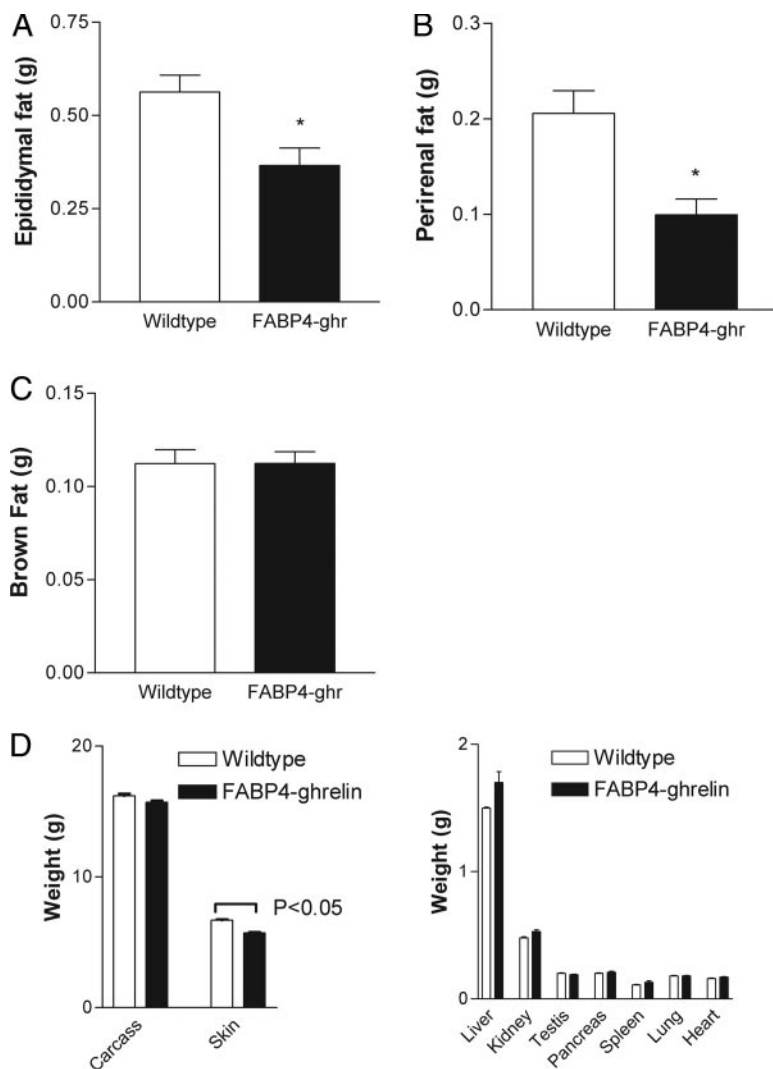 A
Epididymal fat (g)
0.75
0.50
0.25
0.00
*
Wildtype FABP4-ghr
B
Perirenal fat (g)
0.3
0.2
0.1
0.0
*
Wildtype FABP4-ghr
C
Brown Fat (g)
0.15
0.10
0.05
0.00
Wildtype FABP4-ghr
D
Weight (g)
20
10
0
Wildtype
FABP4-ghrelin
P<0.05
Carcass
Skin
Weight (g)
2
1
0
Wildtype
FABP4-ghrelin
Liver
Kidney
Testis
Pancreas
Spleen
Lung
Heart